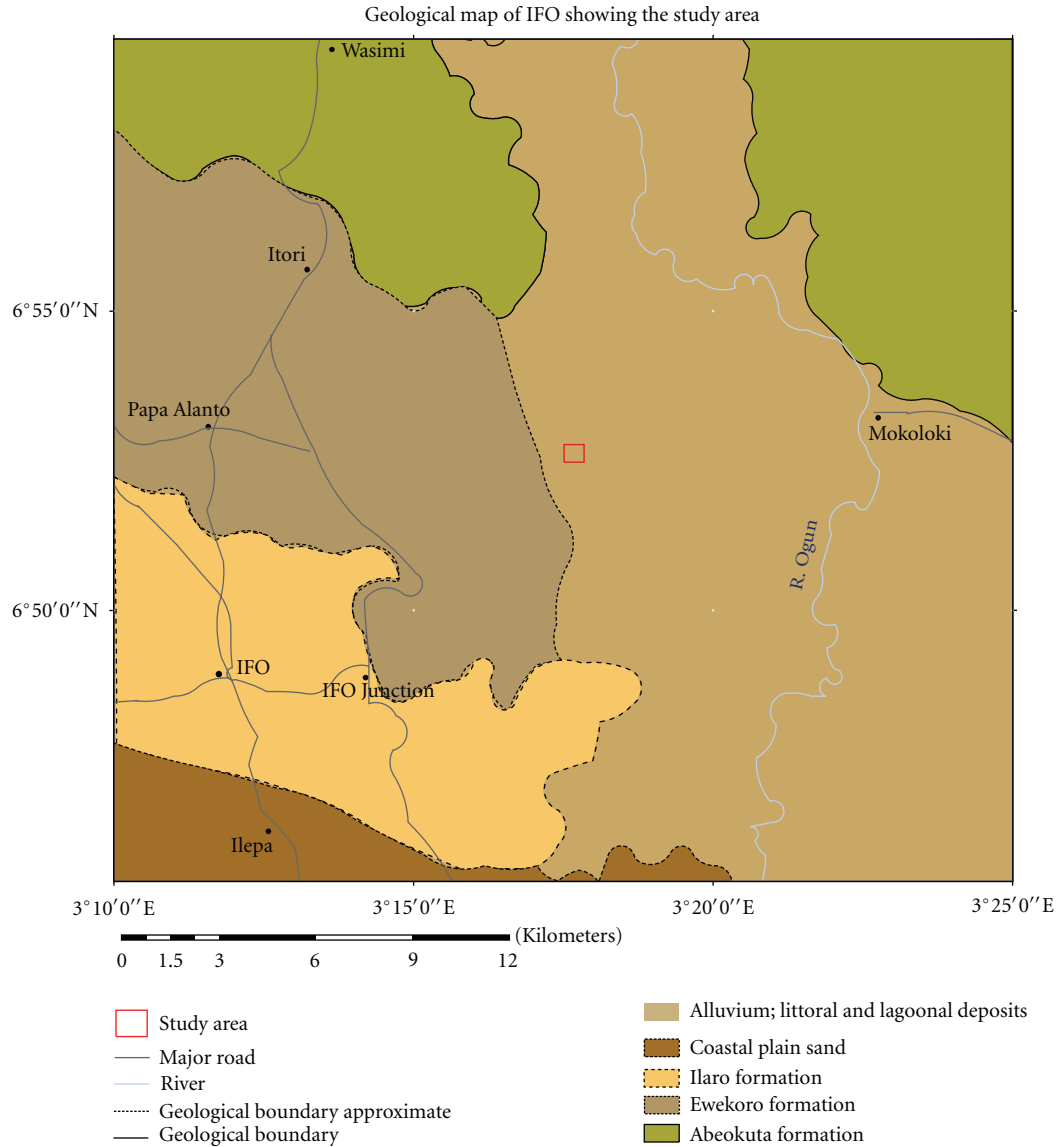 Geological map of IFO showing the study area
Wasimi
Itori
6°55′0′′N
Papa Alanto
Mokoloki
R. Ogun
6°50′0′′N
IFO
IFO Junction
Ilepa
3°10′0′′E
3°15′0′′E
3°20′0′′E
3°25′0′′E
(Kilometers)
0 1.5 3 6 9 12
Study area
Major road
River
Geological boundary approximate
Geological boundary
Alluvium; littoral and lagoonal deposits
Coastal plain sand
Ilaro formation
Ewekoro formation
Abeokuta formation